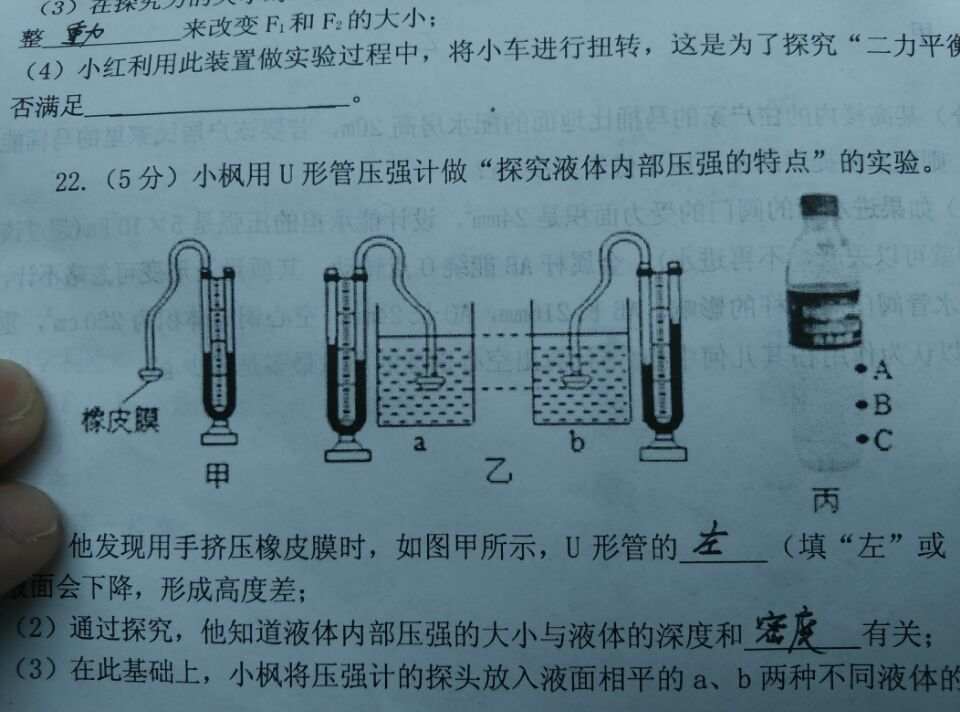 (3)在探究力的大小
整 重力 来改变 F₁和 F₂的大小；
(4)小红利用此装置做实验过程中，将小车进行扭转，这是为了探究“二力平衡
否满足 。
22.（5 分）小枫用 U 形管压强计做“探究液体内部压强的特点”的实验。
橡皮膜
甲
a
乙
b
A
B
C
丙
他发现用手挤压橡皮膜时，如图甲所示，U 形管的 左 （填“左”或
液面会下降，形成高度差；
(2)通过探究，他知道液体内部压强的大小与液体的深度和 密度 有关；
(3)在此基础上，小枫将压强计的探头放入液面相平的 a、b 两种不同液体的